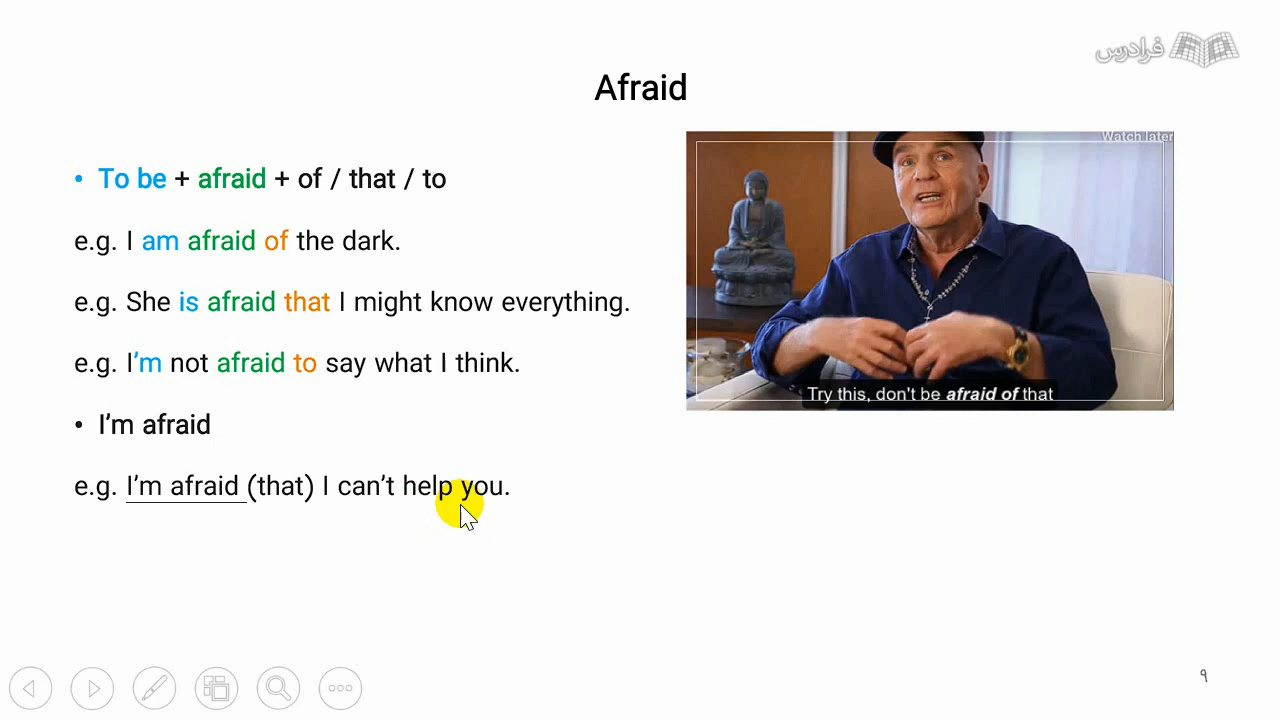 فرادرس
Afraid
• To be + afraid + of / that / to
e.g. I am afraid of the dark.
e.g. She is afraid that I might know everything.
e.g. I’m not afraid to say what I think.
• I’m afraid
e.g. I’m afraid (that) I can’t help you.
Watch later
Try this, don't be afraid of that
۹